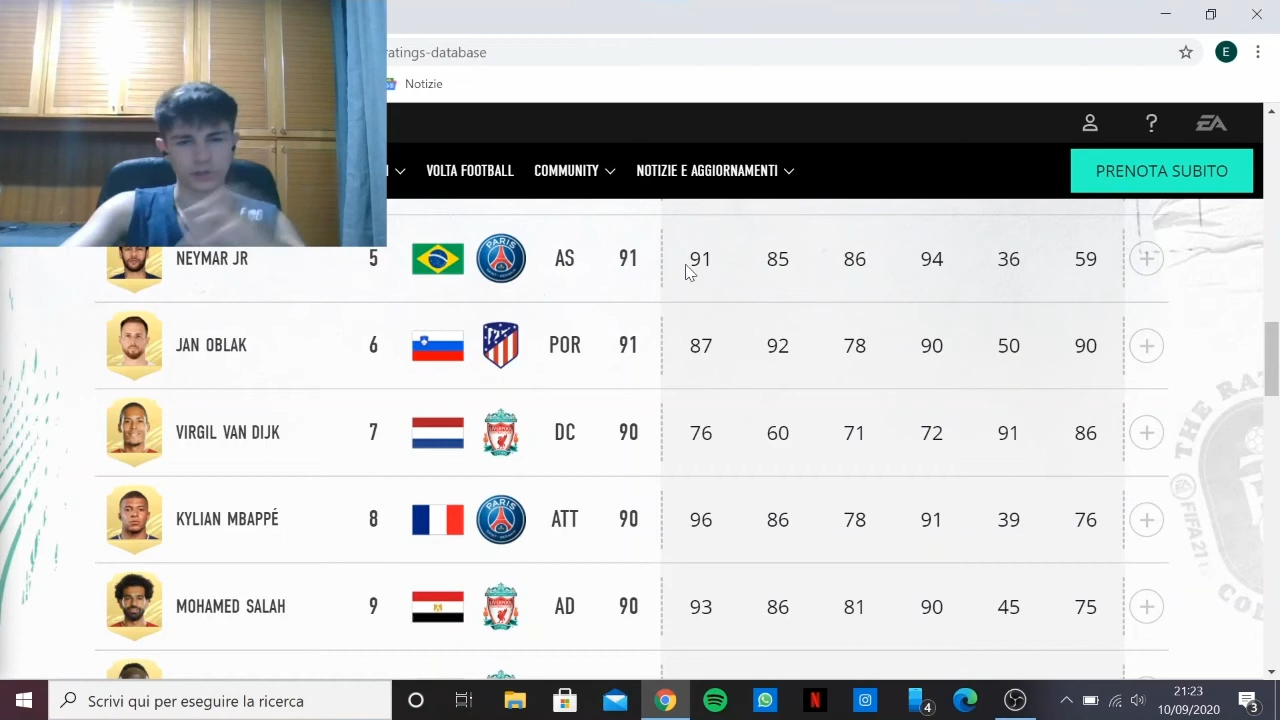 ratings-database
E
Notizie
EA
VOLTA FOOTBALL COMMUNITY NOTIZIE E AGGIORNAMENTI PRENOTA SUBITO
NEYMAR JR 5 AS 91 91 85 86 94 36 59
JAN OBLAK 6 POR 91 87 92 78 90 50 90
VIRGIL VAN DIJK 7 DC 90 76 60 71 72 91 86
KYLIAN MBAPPÉ 8 ATT 90 96 86 78 91 39 76
MOHAMED SALAH 9 AD 90 93 86 81 90 45 75
Scrivi qui per eseguire la ricerca
4
21:23
10/09/2020
3